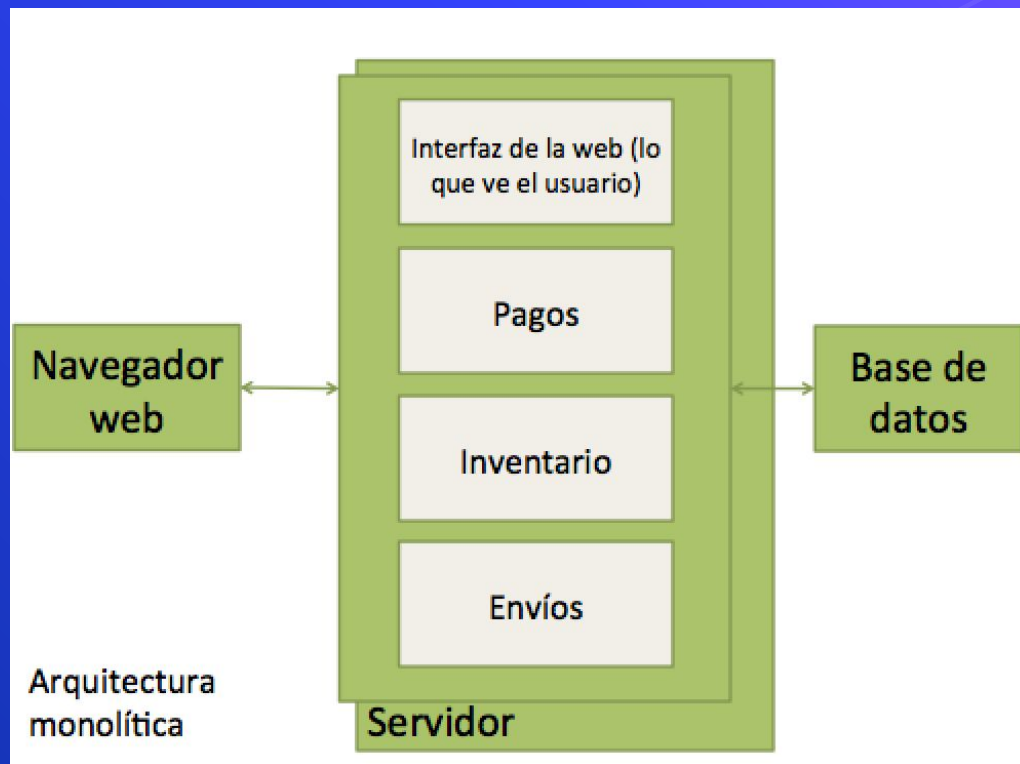 Interfaz de la web (lo
que ve el usuario)
Pagos
Navegador
web
Base de
datos
Inventario
Envíos
Arquitectura
monolítica
Servidor